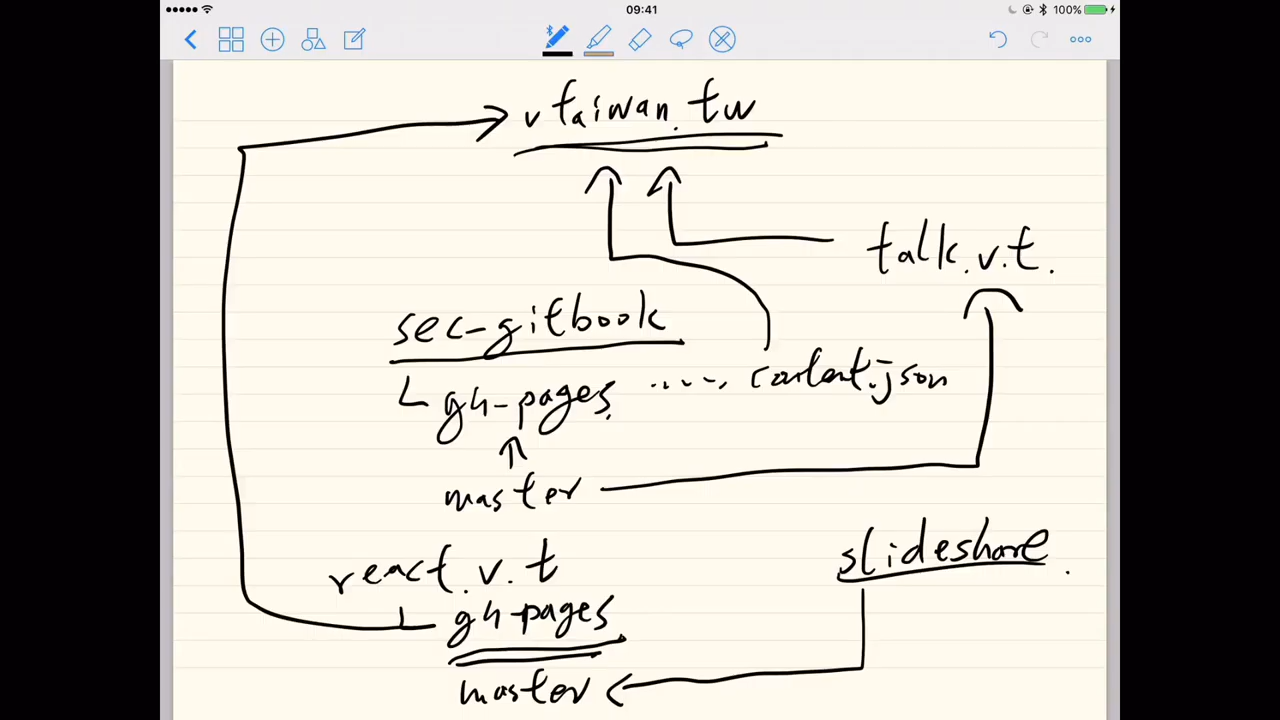 09:41
100%
vtaiwan.tw
talk.v.t.
sec-gitbook
gh-pages ..... content.json
master
slideshare.
react.v.t
gh-pages
master